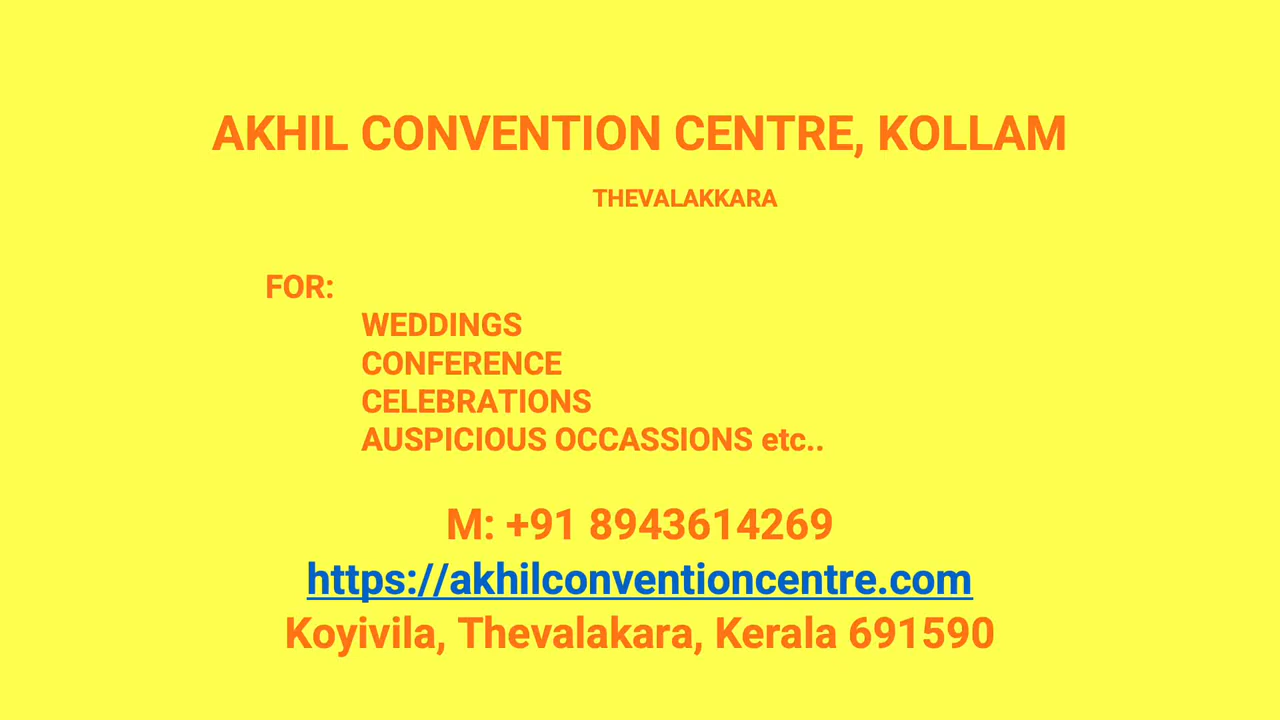 AKHIL CONVENTION CENTRE, KOLLAM
THEVALAKKARA
FOR:
WEDDINGS
CONFERENCE
CELEBRATIONS
AUSPICIOUS OCCASSIONS etc..
M: +91 8943614269
https://akhilconventioncentre.com
Koyivila, Thevalakara, Kerala 691590